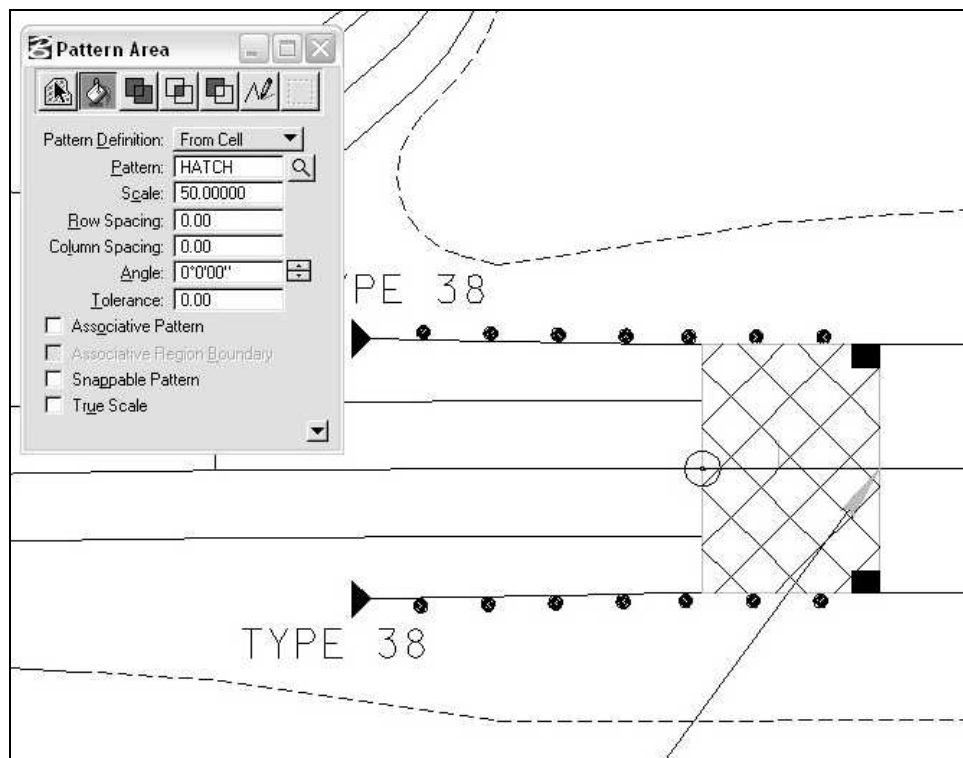 Pattern Area
Pattern Definition: From Cell
Pattern: HATCH
Scale: 50.00000
Row Spacing: 0.00
Column Spacing: 0.00
Angle: 0°0'00"
Tolerance: 0.00
Associative Pattern
Associative Region Boundary
Snappable Pattern
True Scale
YPE 38
TYPE 38